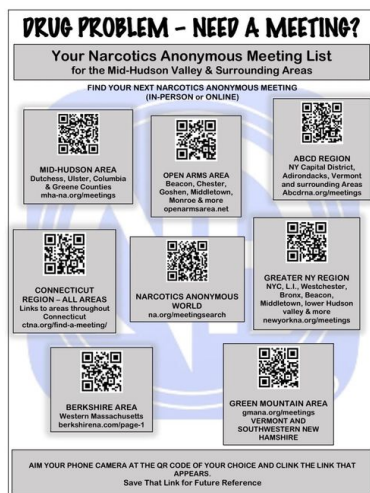 DRUG PROBLEM – NEED A MEETING?
Your Narcotics Anonymous Meeting List
for the Mid-Hudson Valley & Surrounding Areas
FIND YOUR NEXT NARCOTICS ANONYMOUS MEETING
(IN-PERSON or ONLINE)
MID-HUDSON AREA
Dutchess, Ulster, Columbia
& Greene Counties
mha-na.org/meetings
OPEN ARMS AREA
Beacon, Chester,
Goshen, Middletown,
Monroe & more
openarmsarea.net
ABCD REGION
NY Capital District,
Adirondacks, Vermont
and surrounding Areas
Abcdrna.org/meetings
CONNECTICUT
REGION – ALL AREAS
Links to areas throughout
Connecticut
ctna.org/find-a-meeting/
NARCOTICS ANONYMOUS
WORLD
na.org/meetingsearch
GREATER NY REGION
NYC, L.I., Westchester,
Bronx, Beacon,
Middletown, lower Hudson
valley & more
newyorkna.org/meetings
BERKSHIRE AREA
Western Massachusetts
berkshirena.com/page-1
GREEN MOUNTAIN AREA
gmana.org/meetings
VERMONT AND
SOUTHWESTERN NEW
HAMSHIRE
AIM YOUR PHONE CAMERA AT THE QR CODE OF YOUR CHOICE AND CLINK THE LINK THAT
APPEARS.
Save That Link for Future Reference